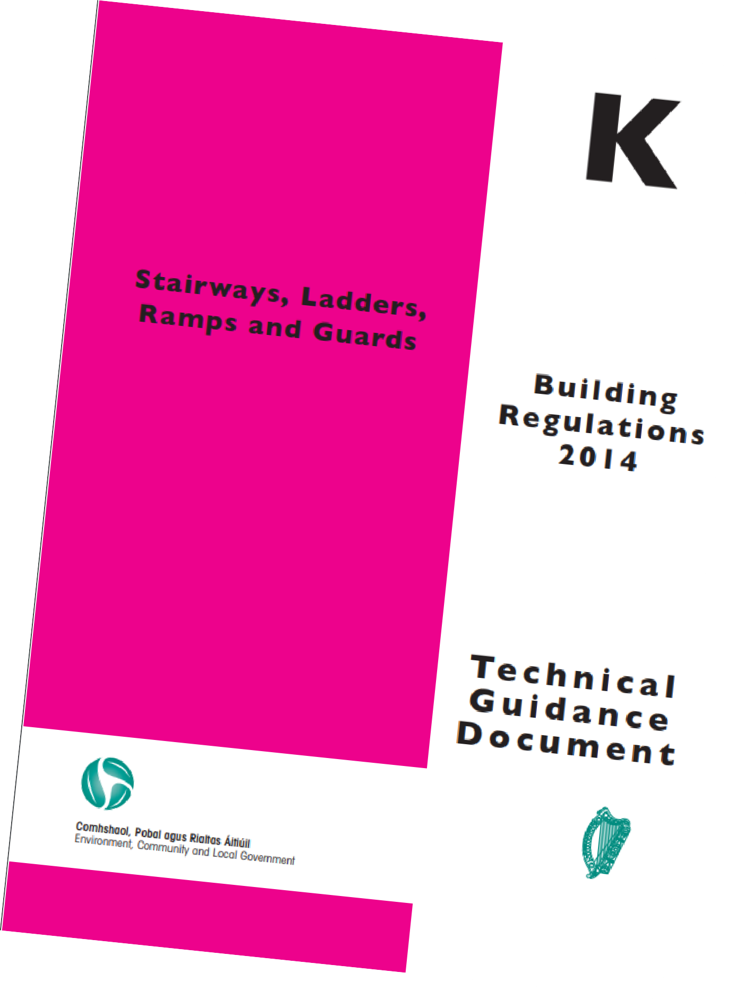 K
Stairways, Ladders,
Ramps and Guards
Building
Regulations
2014
Technical
Guidance
Document
Comhshaol, Pobal agus Rialtas Áitiúil
Environment, Community and Local Government